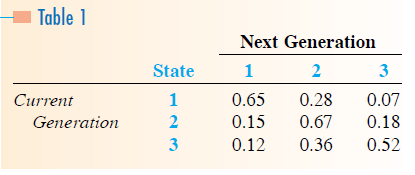 Table 1
Next Generation
State 1 2 3
Current 1 0.65 0.28 0.07
Generation 2 0.15 0.67 0.18
3 0.12 0.36 0.52